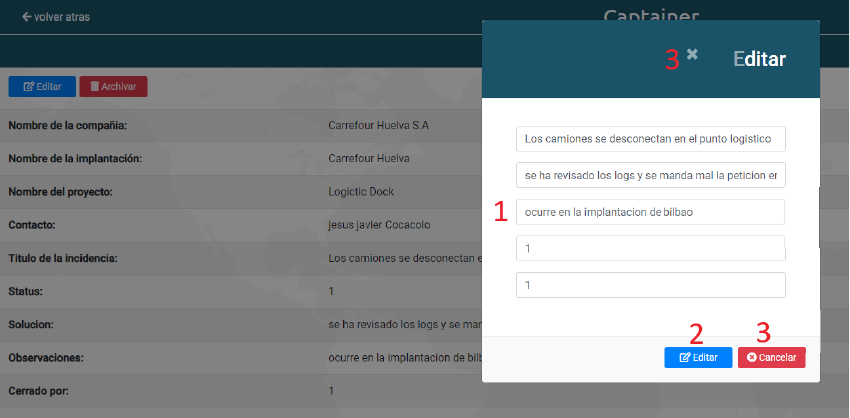 volver atras
Captainer
Editar
Archivar
Nombre de la compañia:
Carrefour Huelva S.A
Nombre de la implantación:
Carrefour Huelva
Nombre del proyecto:
Logictic Dock
Contacto:
jesus javier Cocacolo
Titulo de la incidencia:
Los camiones se desconectan e
Status:
1
Solucion:
se ha revisado los logs y se mar
Observaciones:
ocurre en la implantacion de bilb
Cerrado por:
1
3
Editar
Los camiones se desconectan en el punto logistico
se ha revisado los logs y se manda mal la peticion er
1
ocurre en la implantacion de bilbao
1
1
2
3
Editar
Cancelar